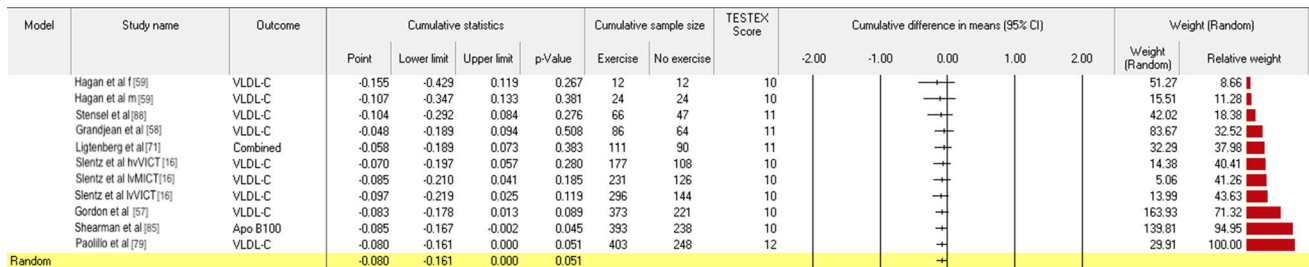 Model Study name Outcome Cumulative statistics Cumulative sample size TESTEX Score Cumulative difference in means (95% CI) Weight (Random)
Point Lower limit Upper limit p-Value Exercise No exercise -2.00 -1.00 0.00 1.00 2.00 Weight (Random) Relative weight
Hagan et al f [59] VLDL-C -0.155 -0.429 0.119 0.267 12 12 10 51.27 8.66
Hagan et al m [59] VLDL-C -0.107 -0.347 0.133 0.381 24 24 10 15.51 11.28
Stensel et al [88] VLDL-C -0.104 -0.292 0.084 0.276 66 47 11 42.02 18.38
Grandjean et al [58] VLDL-C -0.048 -0.189 0.094 0.508 86 64 11 83.67 32.52
Ligtenberg et al [71] Combined -0.058 -0.189 0.073 0.383 111 90 11 32.29 37.98
Slentz et al hvVICT [16] VLDL-C -0.070 -0.197 0.057 0.280 177 108 10 14.38 40.41
Slentz et al lvMICT [16] VLDL-C -0.085 -0.210 0.041 0.185 231 126 10 5.06 41.26
Slentz et al lvVICT [16] VLDL-C -0.097 -0.219 0.025 0.119 296 144 10 13.99 43.63
Gordon et al [57] VLDL-C -0.083 -0.178 0.013 0.089 373 221 10 163.93 71.32
Shearman et al [85] Apo B100 -0.085 -0.167 -0.002 0.045 393 238 10 139.81 94.95
Paolillo et al [79] VLDL-C -0.080 -0.161 0.000 0.051 403 248 12 29.91 100.00
Random -0.080 -0.161 0.000 0.051